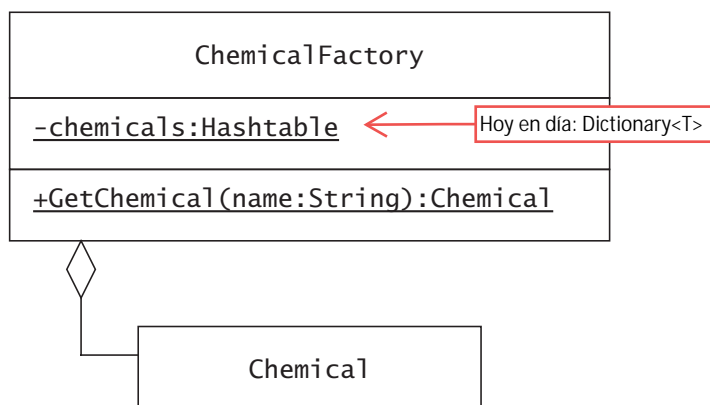 ChemicalFactory
-chemicals:Hashtable
Hoy en día: Dictionary<T>
+GetChemical(name:String):Chemical
Chemical